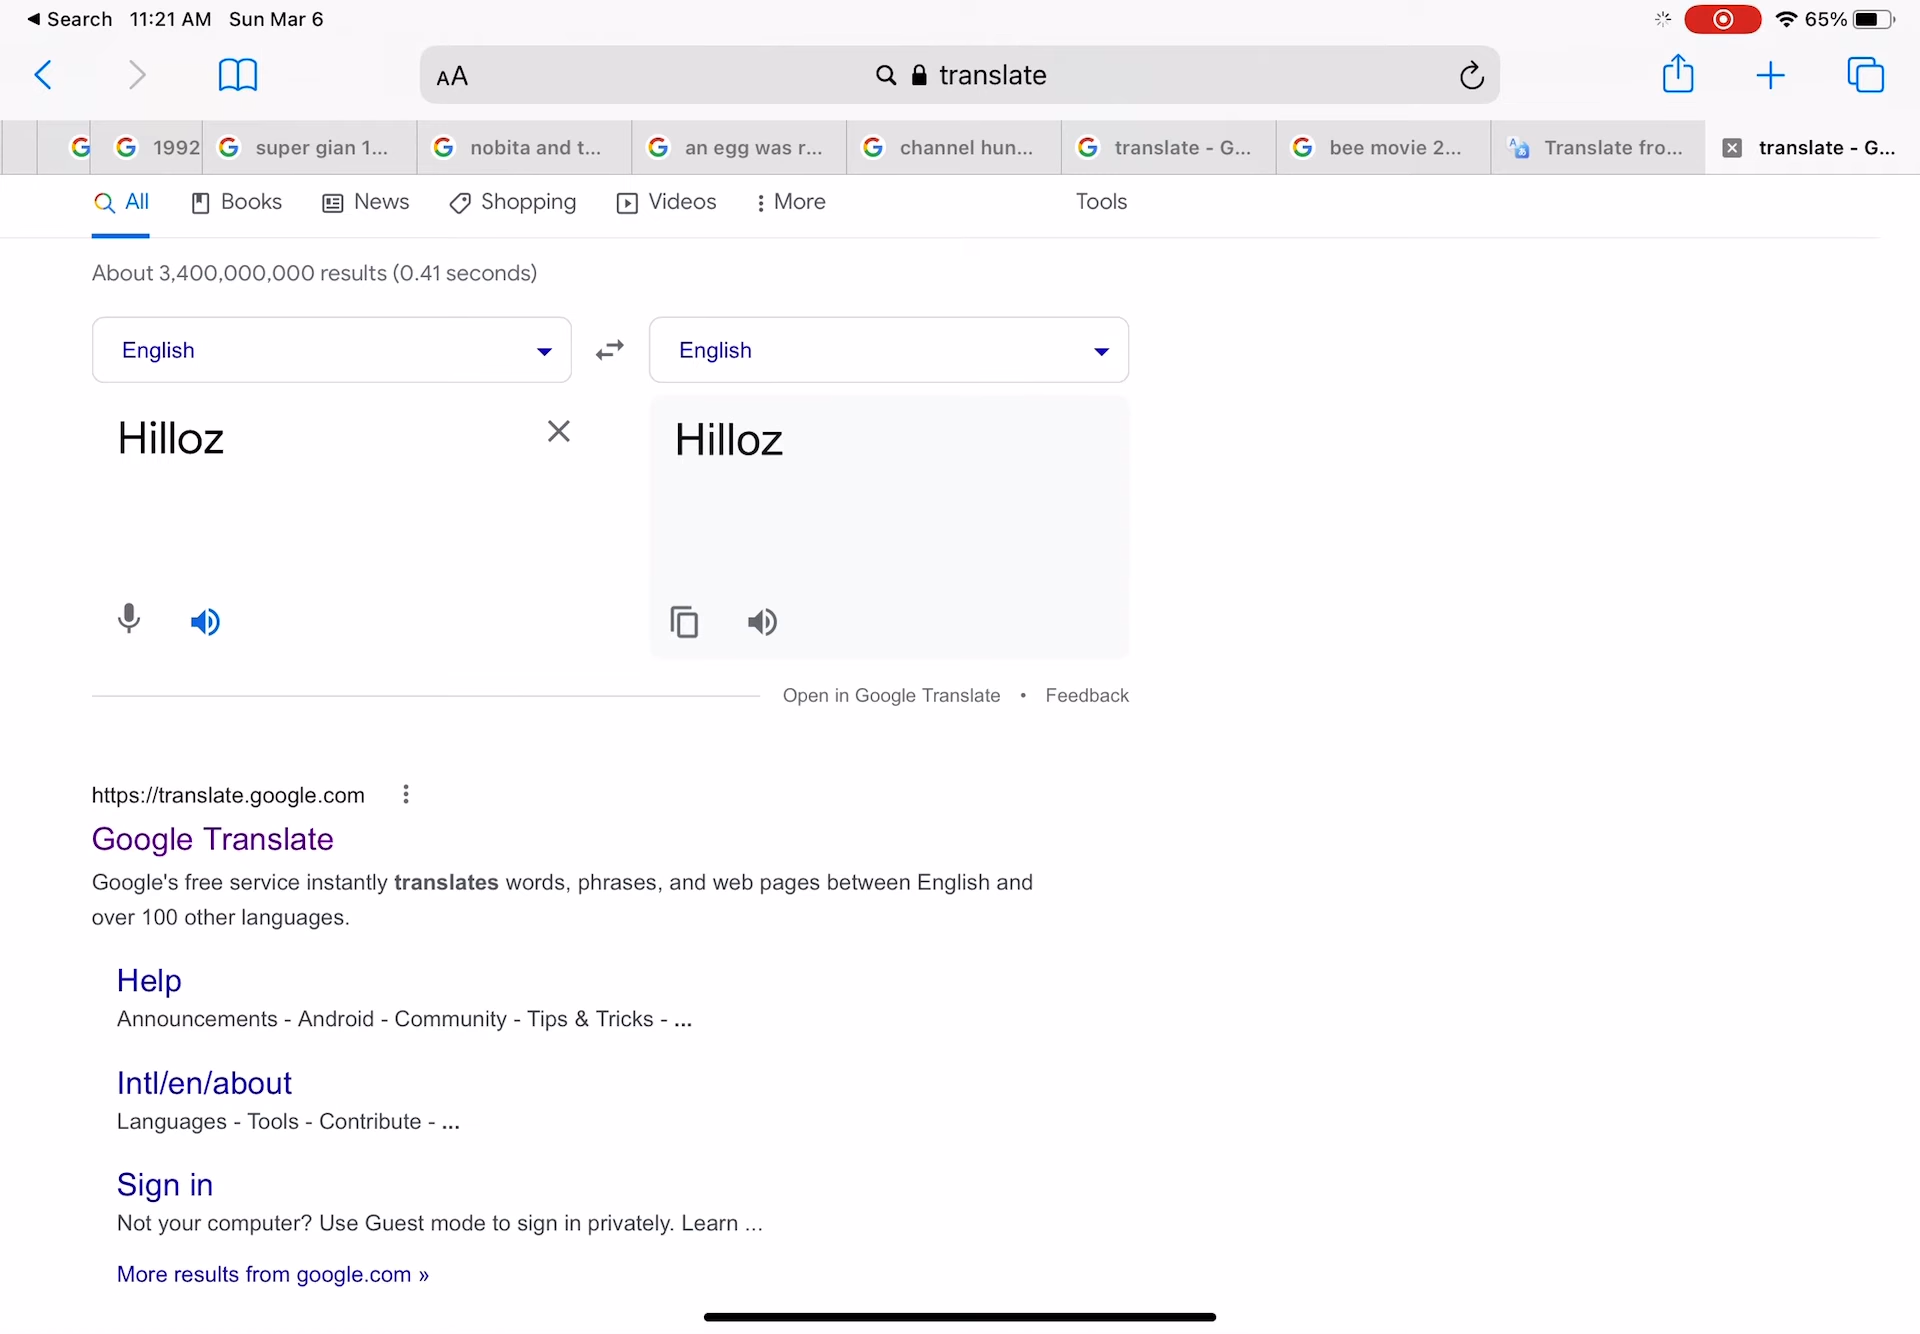 Search 11:21 AM Sun Mar 6 65%
AA translate
1992 super gian 1... nobita and t... an egg was r... channel hun... translate - G... bee movie 2... Translate fro... translate - G...
All Books News Shopping Videos More Tools
About 3,400,000,000 results (0.41 seconds)
English English
Hilloz Hilloz
Open in Google Translate • Feedback
https://translate.google.com
Google Translate
Google's free service instantly translates words, phrases, and web pages between English and
over 100 other languages.
Help
Announcements - Android - Community - Tips & Tricks - ...
Intl/en/about
Languages - Tools - Contribute - ...
Sign in
Not your computer? Use Guest mode to sign in privately. Learn ...
More results from google.com »